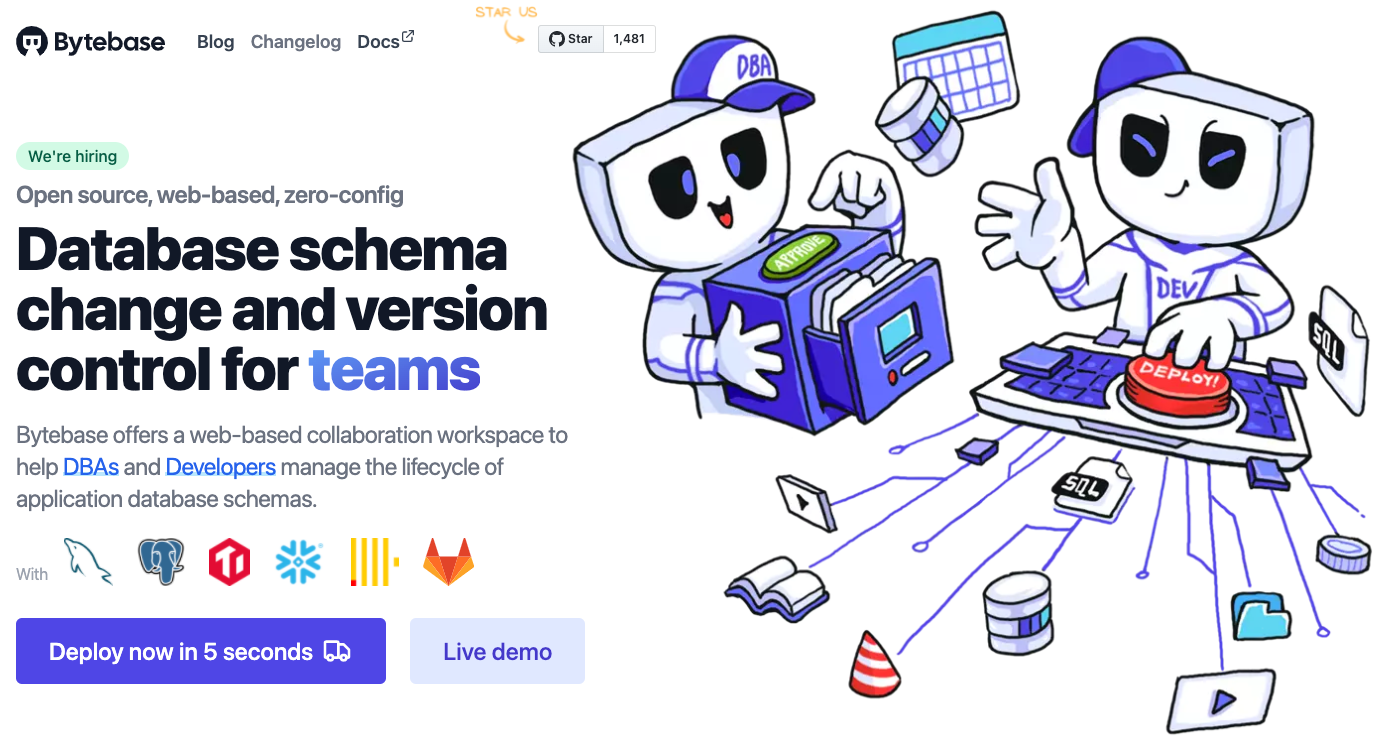 STAR US
Bytebase
Blog
Changelog
Docs
Star
1,481
We're hiring
Open source, web-based, zero-config
Database schema
change and version
control for teams
Bytebase offers a web-based collaboration workspace to
help DBAs and Developers manage the lifecycle of
application database schemas.
With
Deploy now in 5 seconds
Live demo
DBA
APPROVE
DEV
DEPLOY!
SQL
SQL